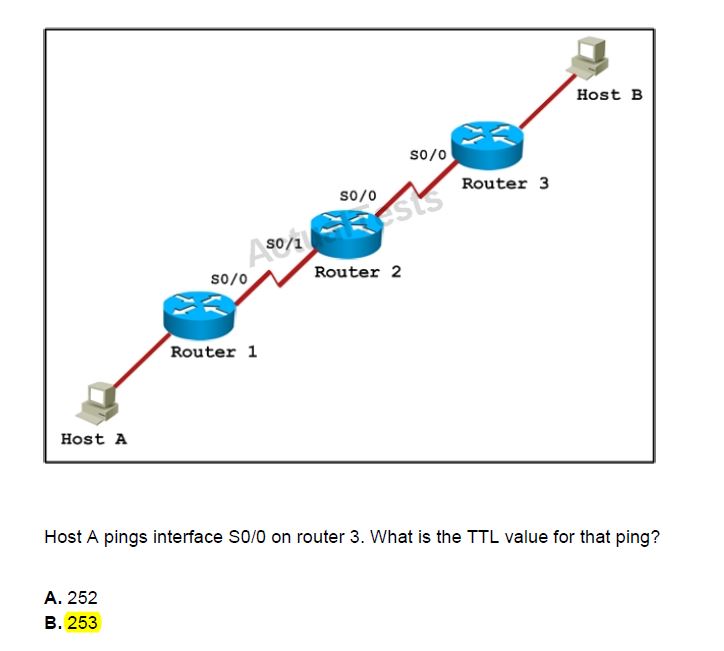 Host B
S0/0
Router 3
S0/0
ActualTests
S0/1
Router 2
S0/0
Router 1
Host A
Host A pings interface S0/0 on router 3. What is the TTL value for that ping?
A. 252
B. 253